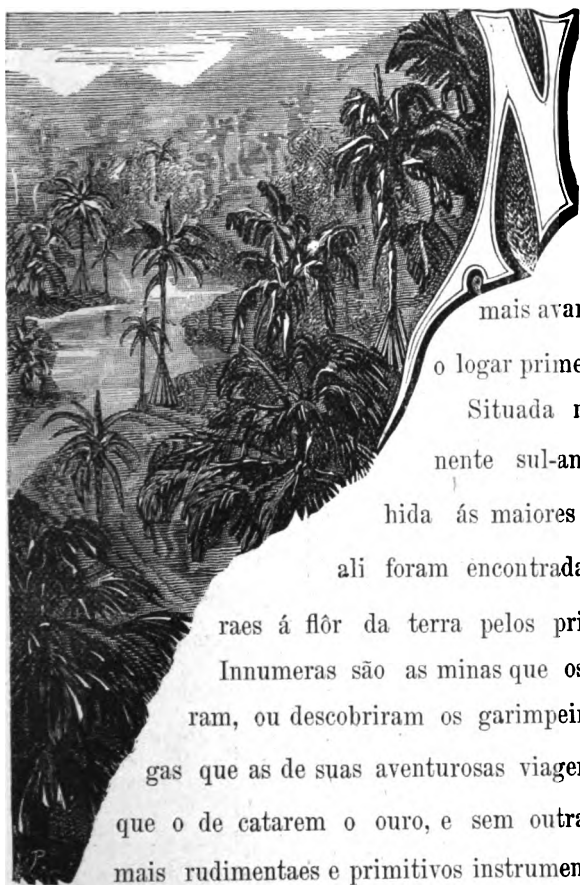 N
mais avan
o logar prime
Situada n
nente sul-am
hida ás maiores
ali foram encontrada
raes á flôr da terra pelos pri
Innumeras são as minas que os
ram, ou descobriram os garimpeir
gas que as de suas aventurosas viagen
que o de catarem o ouro, e sem outra
mais rudimentaes e primitivos instrumen